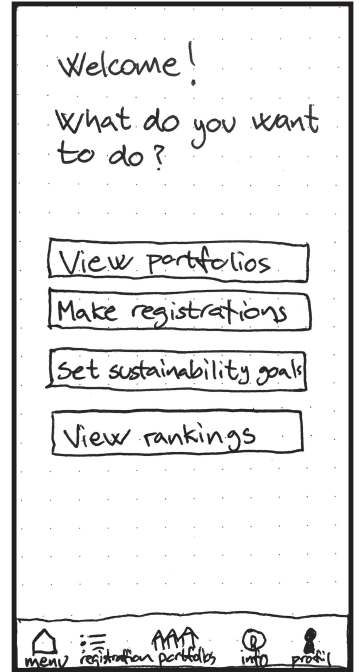 Welcome!
What do you want
to do?
View portfolios
Make registrations
Set sustainability goals
View rankings
menu registration portfolios info profil